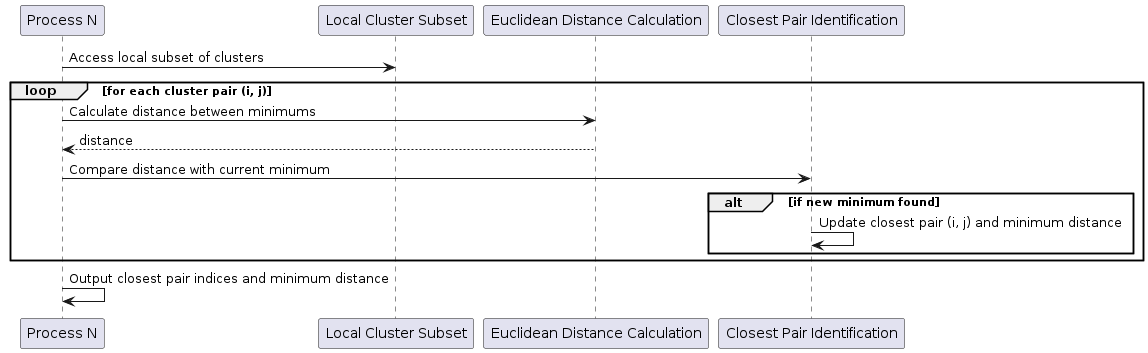 Process N
Local Cluster Subset
Euclidean Distance Calculation
Closest Pair Identification
Access local subset of clusters
loop [for each cluster pair (i, j)]
Calculate distance between minimums
distance
Compare distance with current minimum
alt [if new minimum found]
Update closest pair (i, j) and minimum distance
Output closest pair indices and minimum distance
Process N
Local Cluster Subset
Euclidean Distance Calculation
Closest Pair Identification